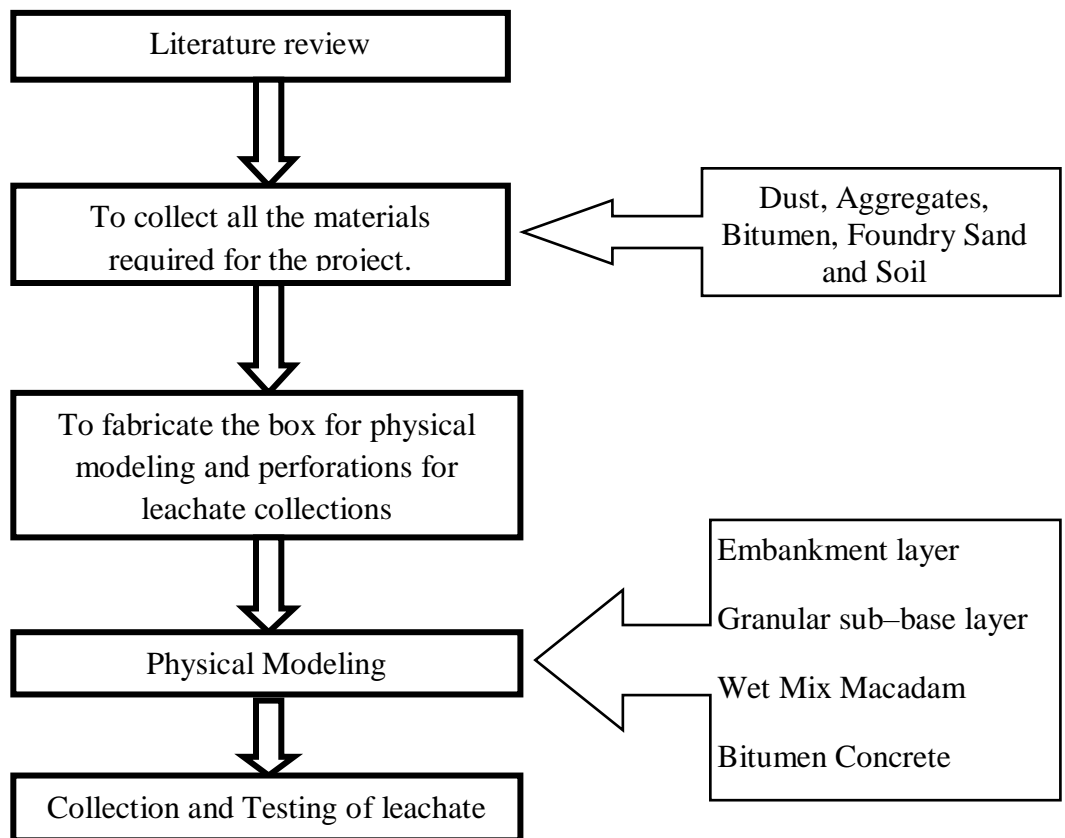 Literature review
To collect all the materials
required for the project.
Dust, Aggregates,
Bitumen, Foundry Sand
and Soil
To fabricate the box for physical
modeling and perforations for
leachate collections
Physical Modeling
Embankment layer
Granular sub–base layer
Wet Mix Macadam
Bitumen Concrete
Collection and Testing of leachate